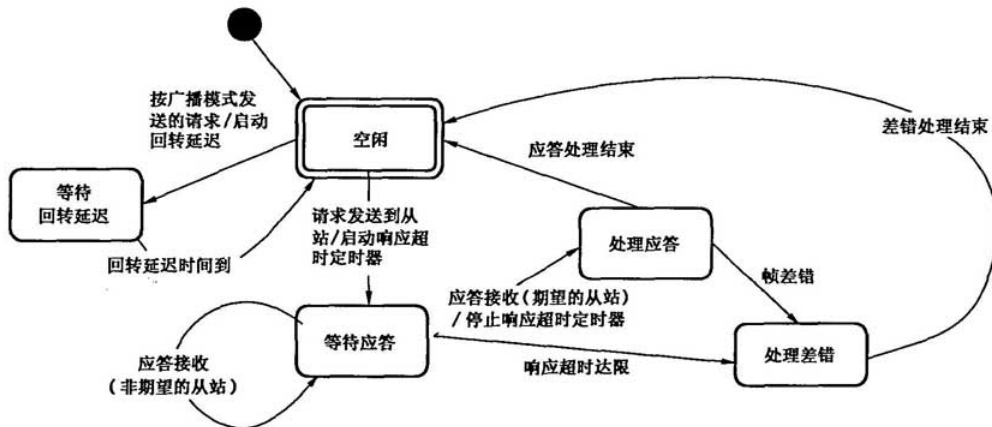 按广播模式发
送的请求/启动
回转延迟
空闲
差错处理结束
应答处理结束
等待
回转延迟
请求发送到从
站/启动响应超
时定时器
处理应答
回转延迟时间到
帧差错
应答接收(期望的从站)
/停止响应超时定时器
等待应答
处理差错
应答接收
(非期望的从站)
响应超时达限